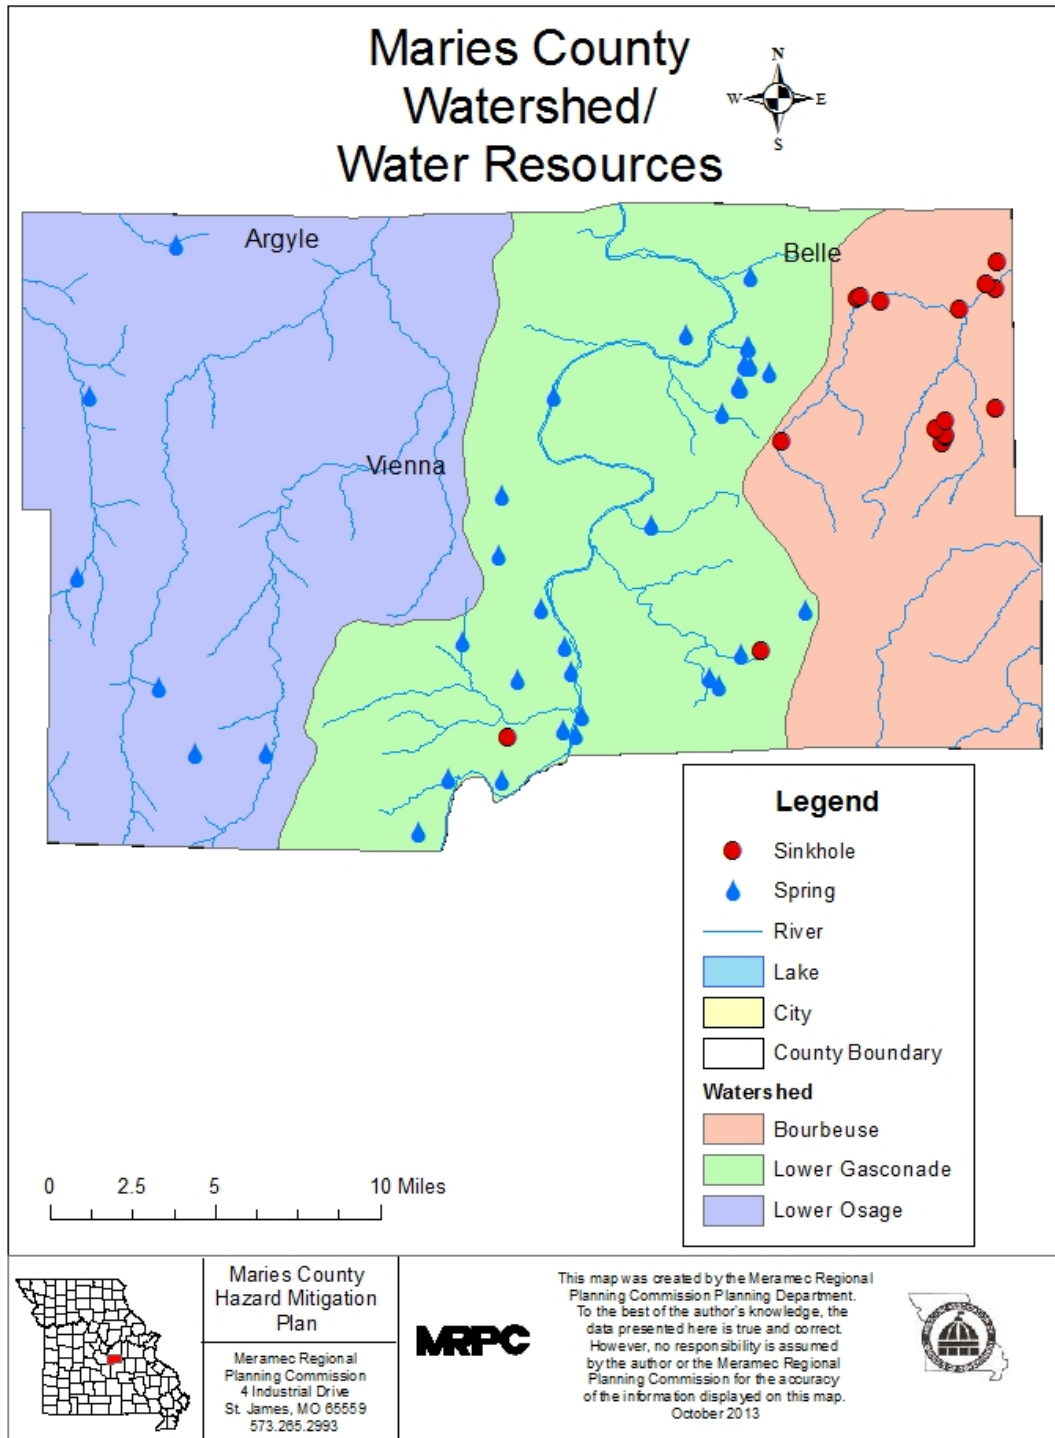 Maries County
Watershed/
Water Resources
N
W E
S
Argyle
Belle
Vienna
Legend
Sinkhole
Spring
River
Lake
City
County Boundary
Watershed
Bourbeuse
Lower Gasconade
Lower Osage
0 2.5 5 10 Miles
Maries County
Hazard Mitigation
Plan
Meramec Regional
Planning Commission
4 Industrial Drive
St. James, MO 65559
573.265.2993
MRPC
This map was created by the Meramec Regional
Planning Commission Planning Department.
To the best of the author's knowledge, the
data presented here is true and correct.
However, no responsibility is assumed
by the author or the Meramec Regional
Planning Commission for the accuracy
of the information displayed on this map.
October 2013